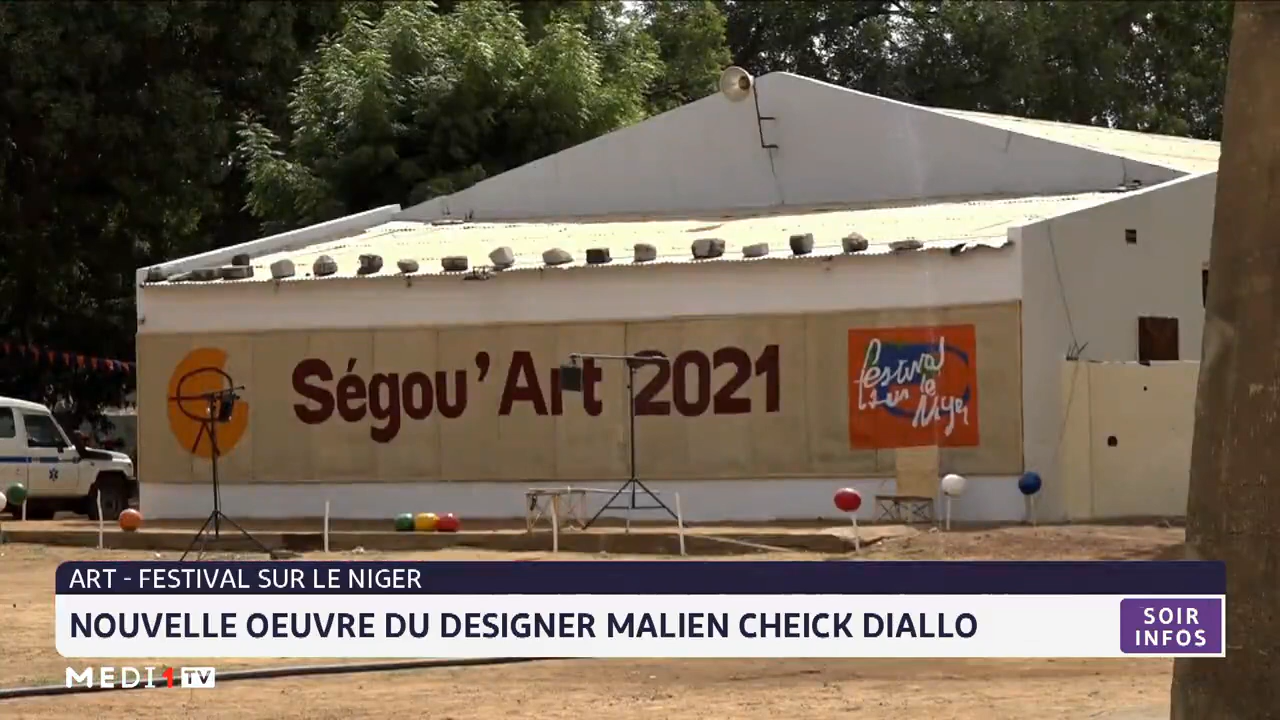 Ségou'Art 2021
festival
sur le
Niger
ART - FESTIVAL SUR LE NIGER
NOUVELLE OEUVRE DU DESIGNER MALIEN CHEICK DIALLO
SOIR
INFOS
MEDI1TV